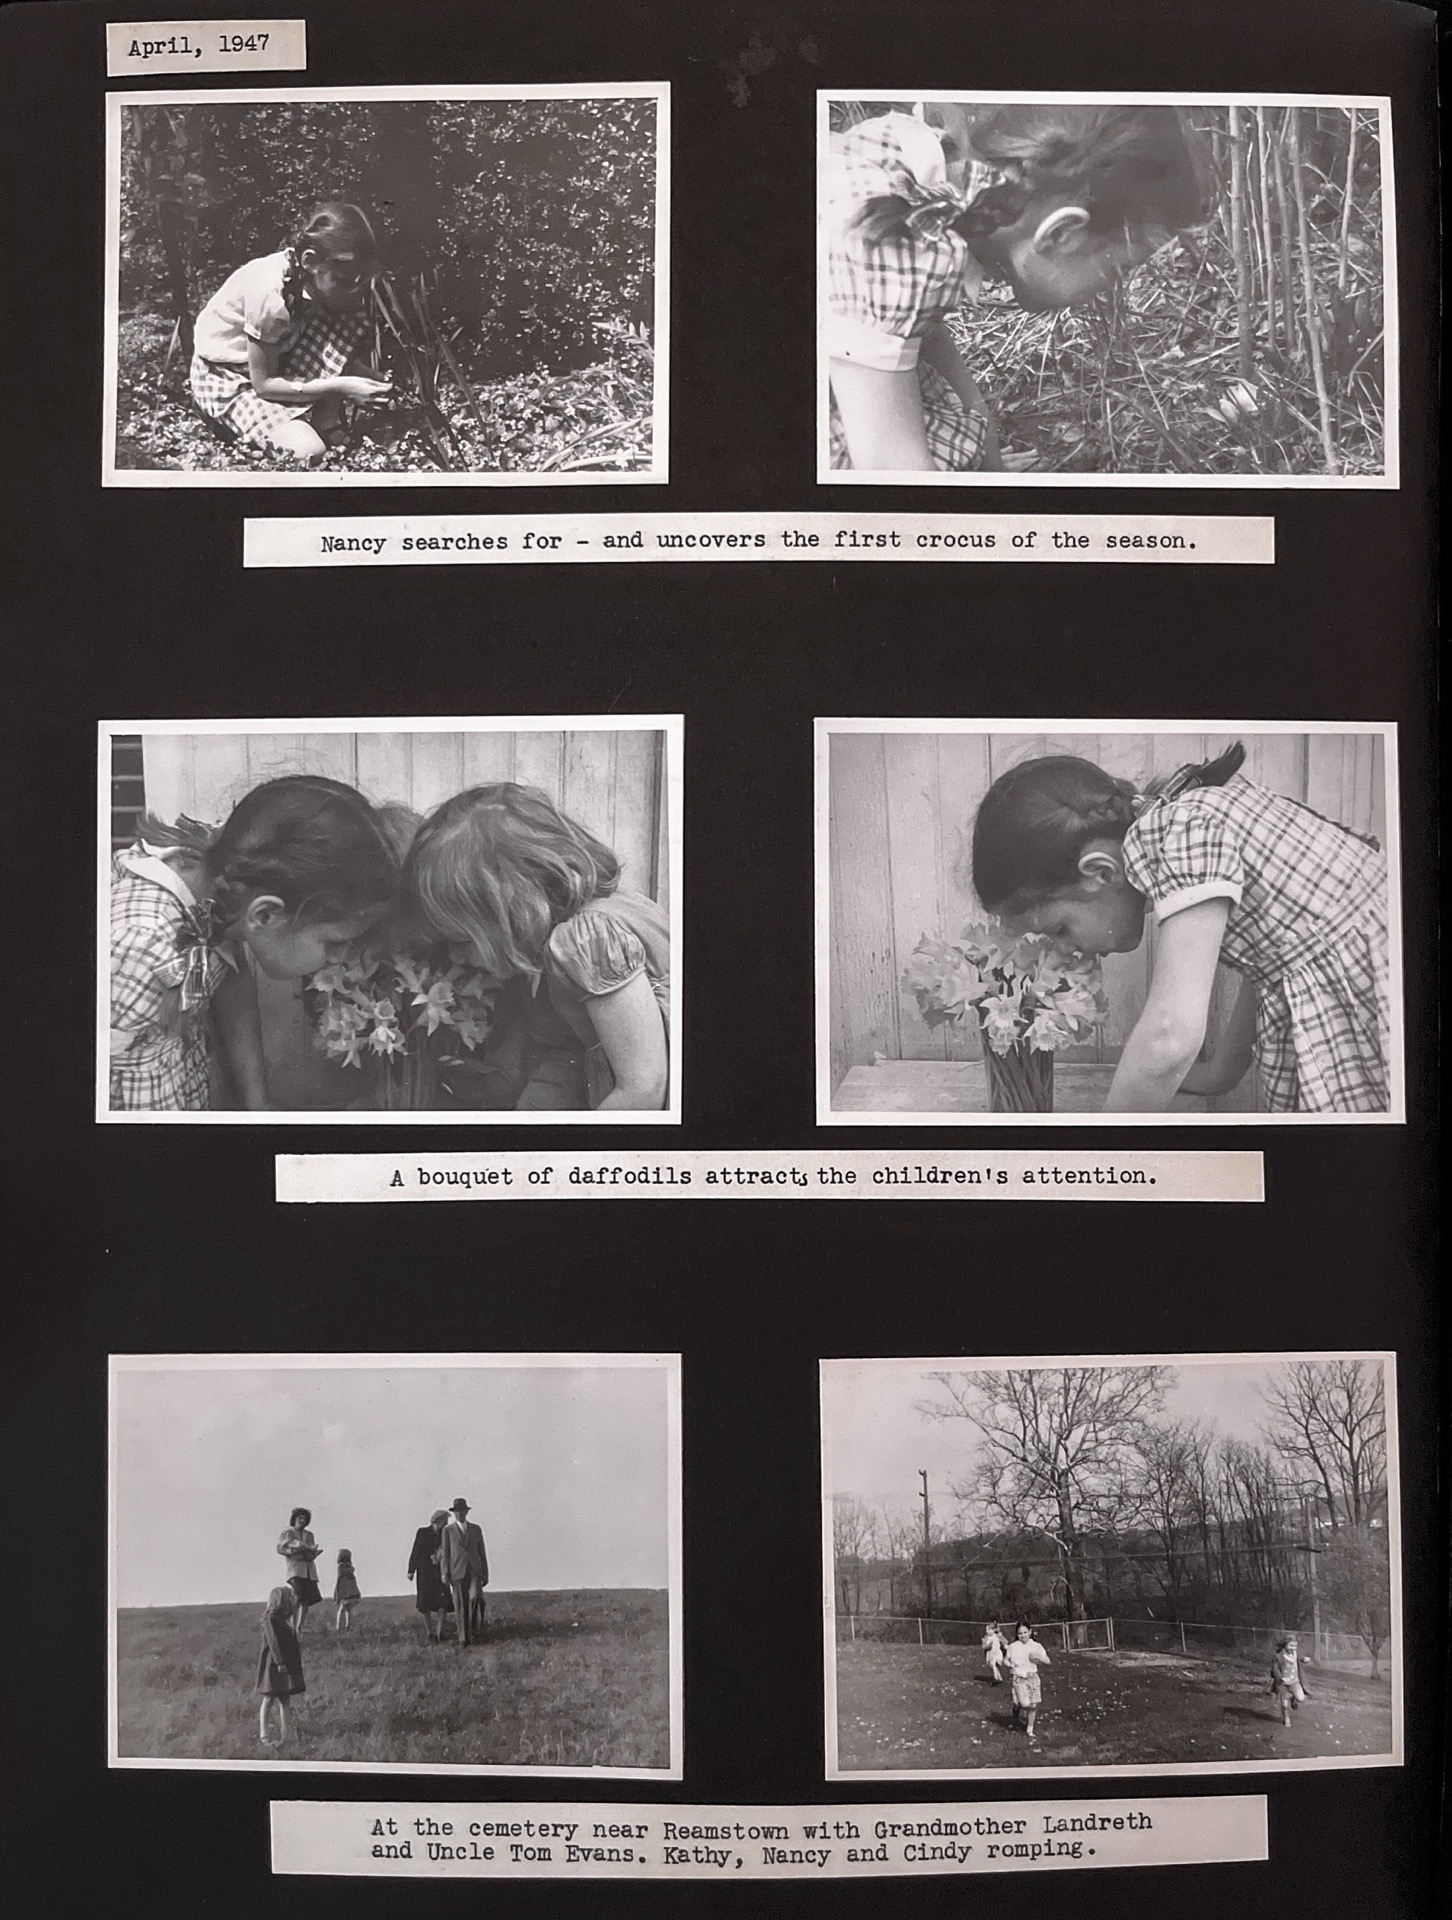 April, 1947
Nancy searches for - and uncovers the first crocus of the season.
A bouquet of daffodils attracts the children's attention.
At the cemetery near Reamstown with Grandmother Landreth
and Uncle Tom Evans. Kathy, Nancy and Cindy romping.